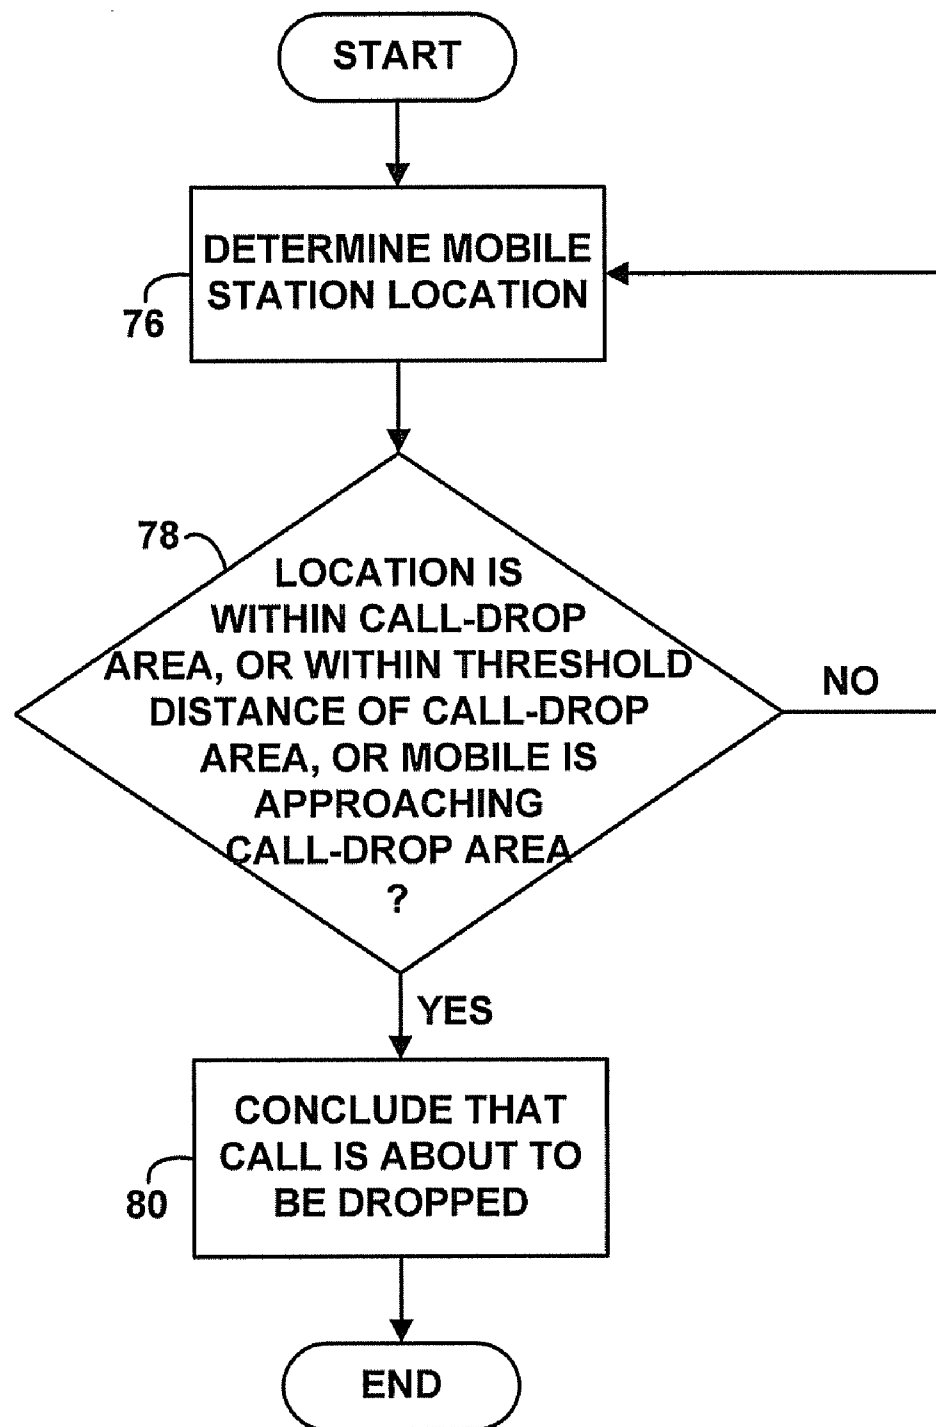 START
DETERMINE MOBILE
STATION LOCATION
76
78
LOCATION IS
WITHIN CALL-DROP
AREA, OR WITHIN THRESHOLD
DISTANCE OF CALL-DROP
AREA, OR MOBILE IS
APPROACHING
CALL-DROP AREA
?
NO
YES
CONCLUDE THAT
CALL IS ABOUT TO
BE DROPPED
80
END